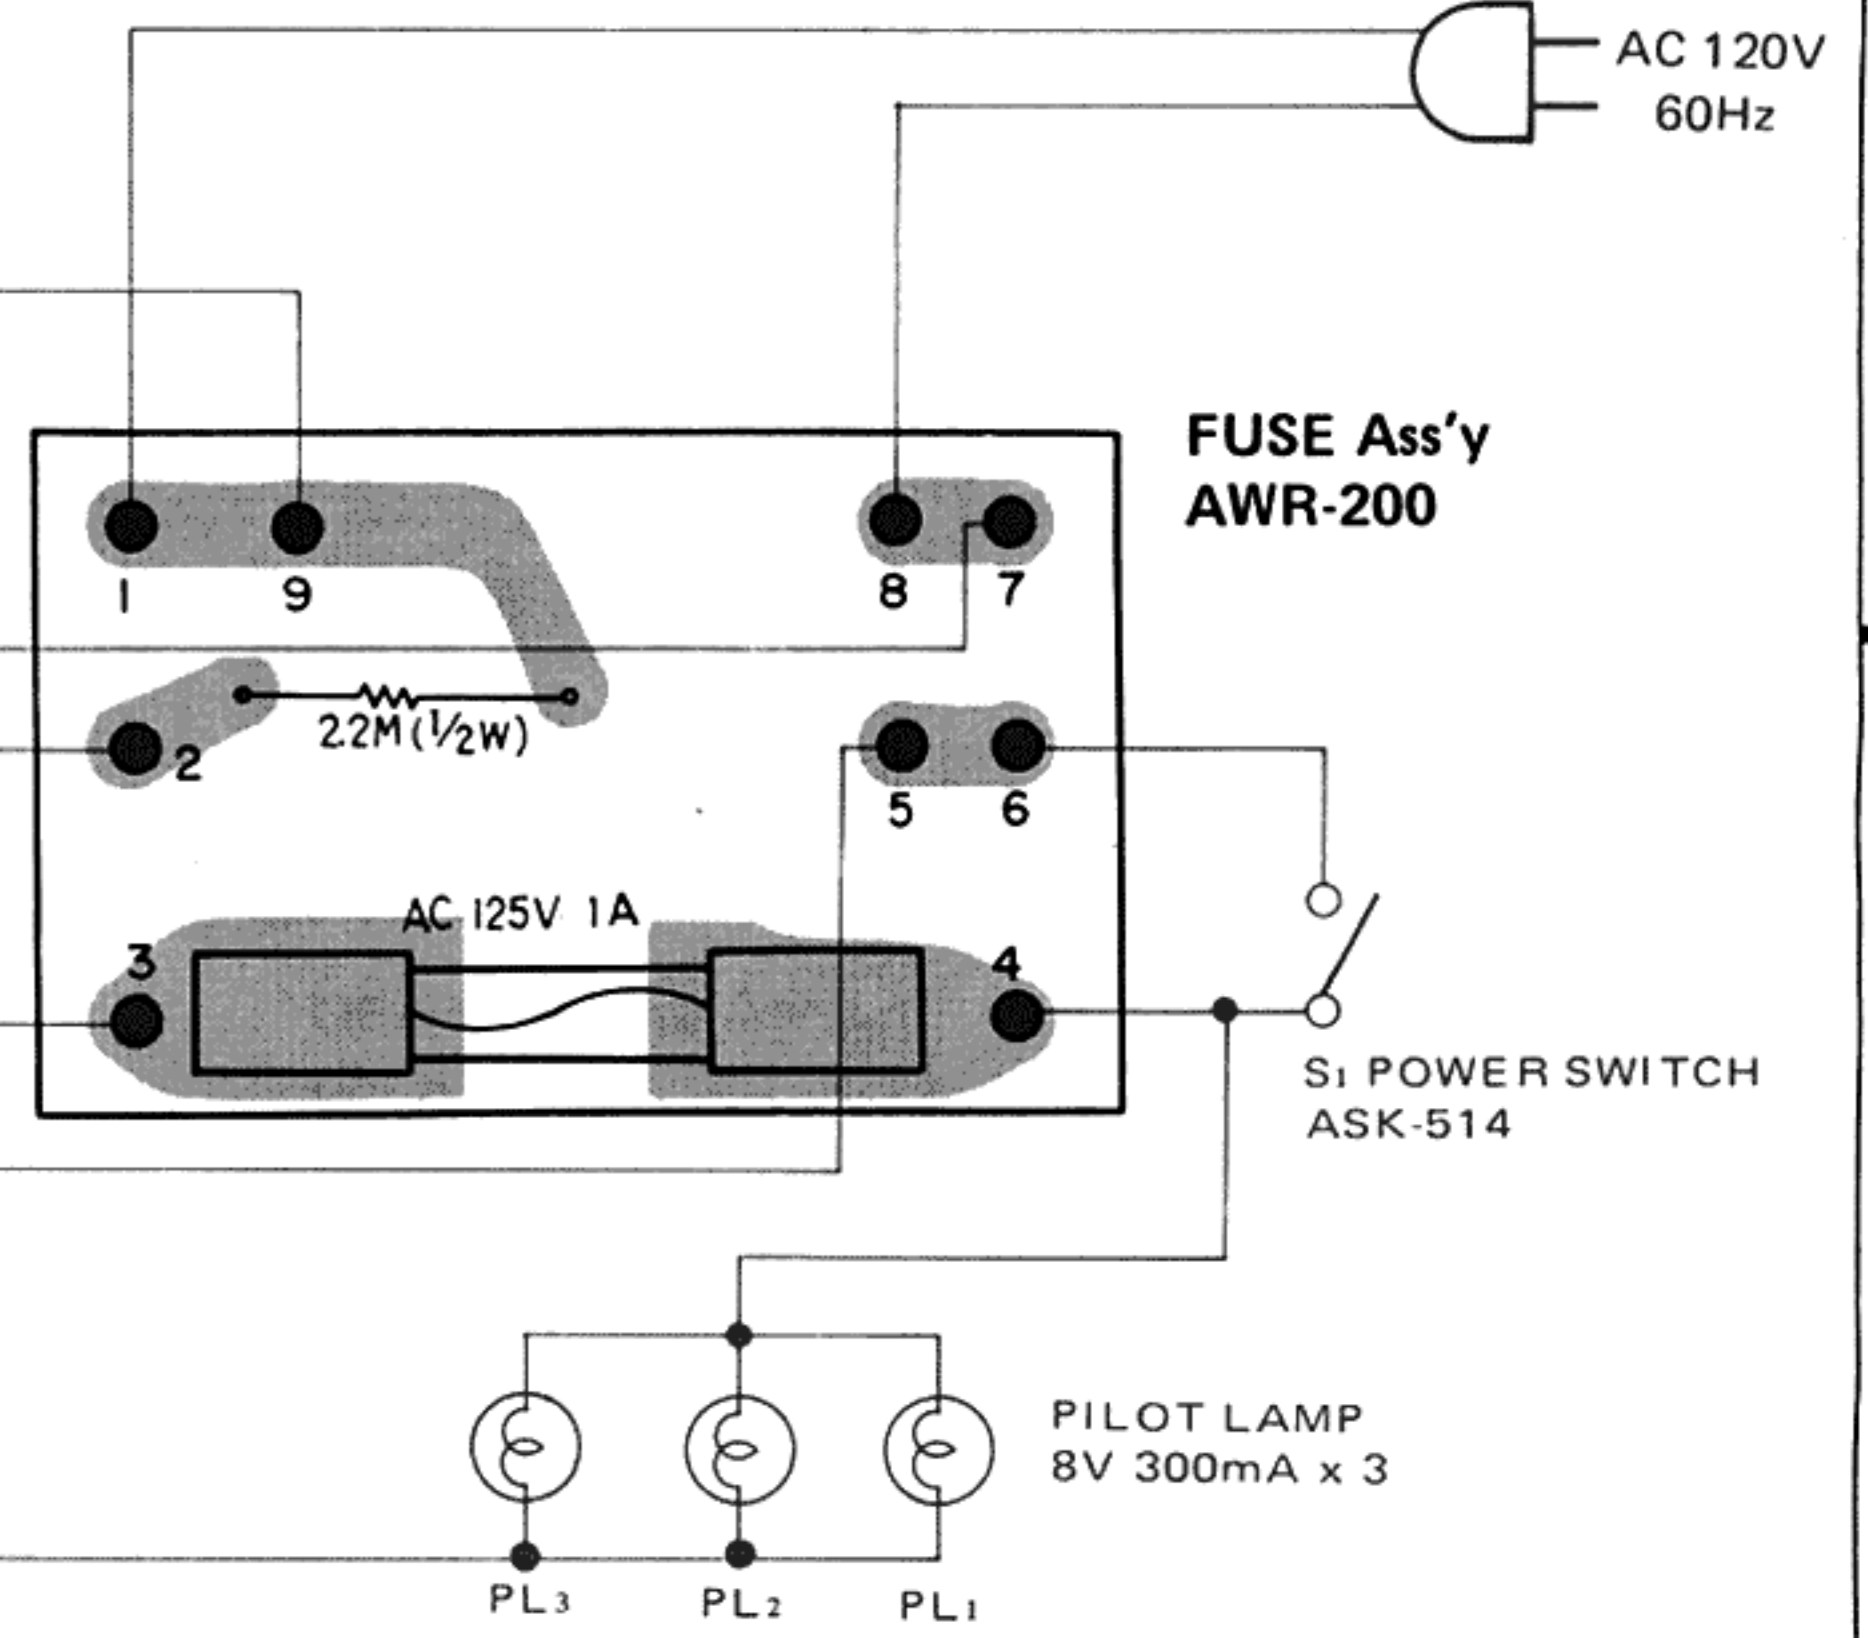 AC 120V
60Hz
FUSE Ass'y
AWR-200
1
9
8
7
2
2.2M (½W)
5
6
AC 125V 1A
3
4
S1 POWER SWITCH
ASK-514
PILOT LAMP
8V 300mA x 3
PL3
PL2
PL1